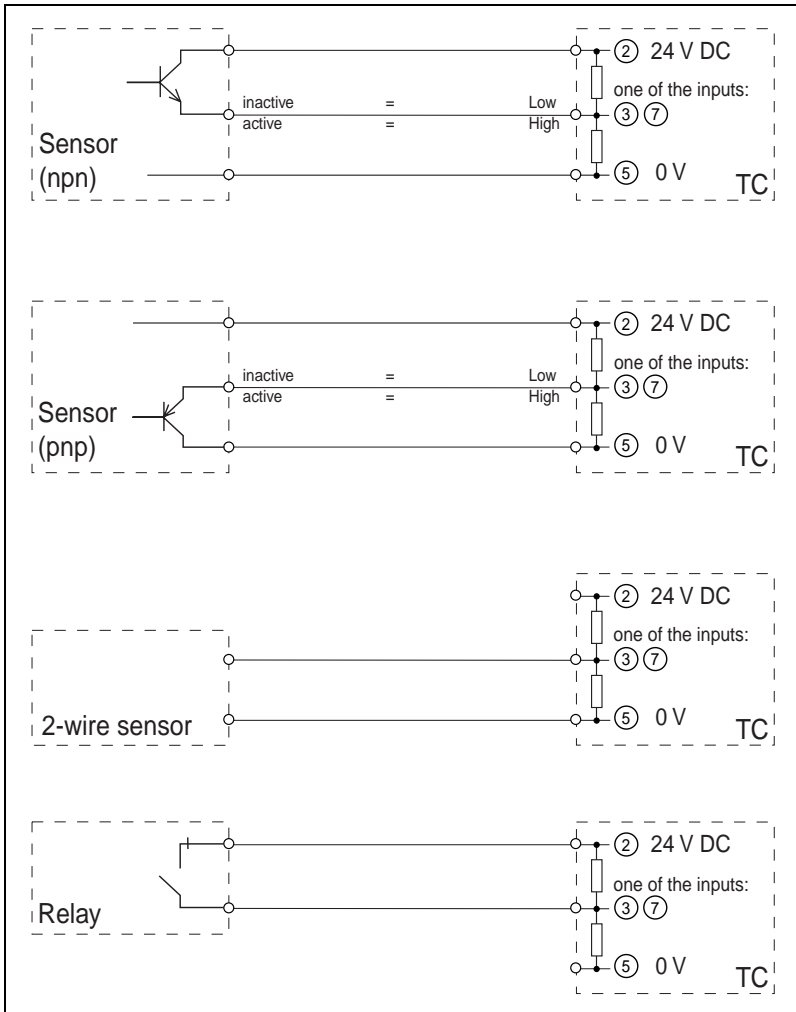 ② 24 V DC
one of the inputs:
inactive = Low
③ ⑦
active = High
Sensor
(npn)
⑤ 0 V
TC
② 24 V DC
one of the inputs:
inactive = Low
③ ⑦
active = High
Sensor
(pnp)
⑤ 0 V
TC
② 24 V DC
one of the inputs:
③ ⑦
2-wire sensor
⑤ 0 V
TC
② 24 V DC
one of the inputs:
Relay
③ ⑦
⑤ 0 V
TC